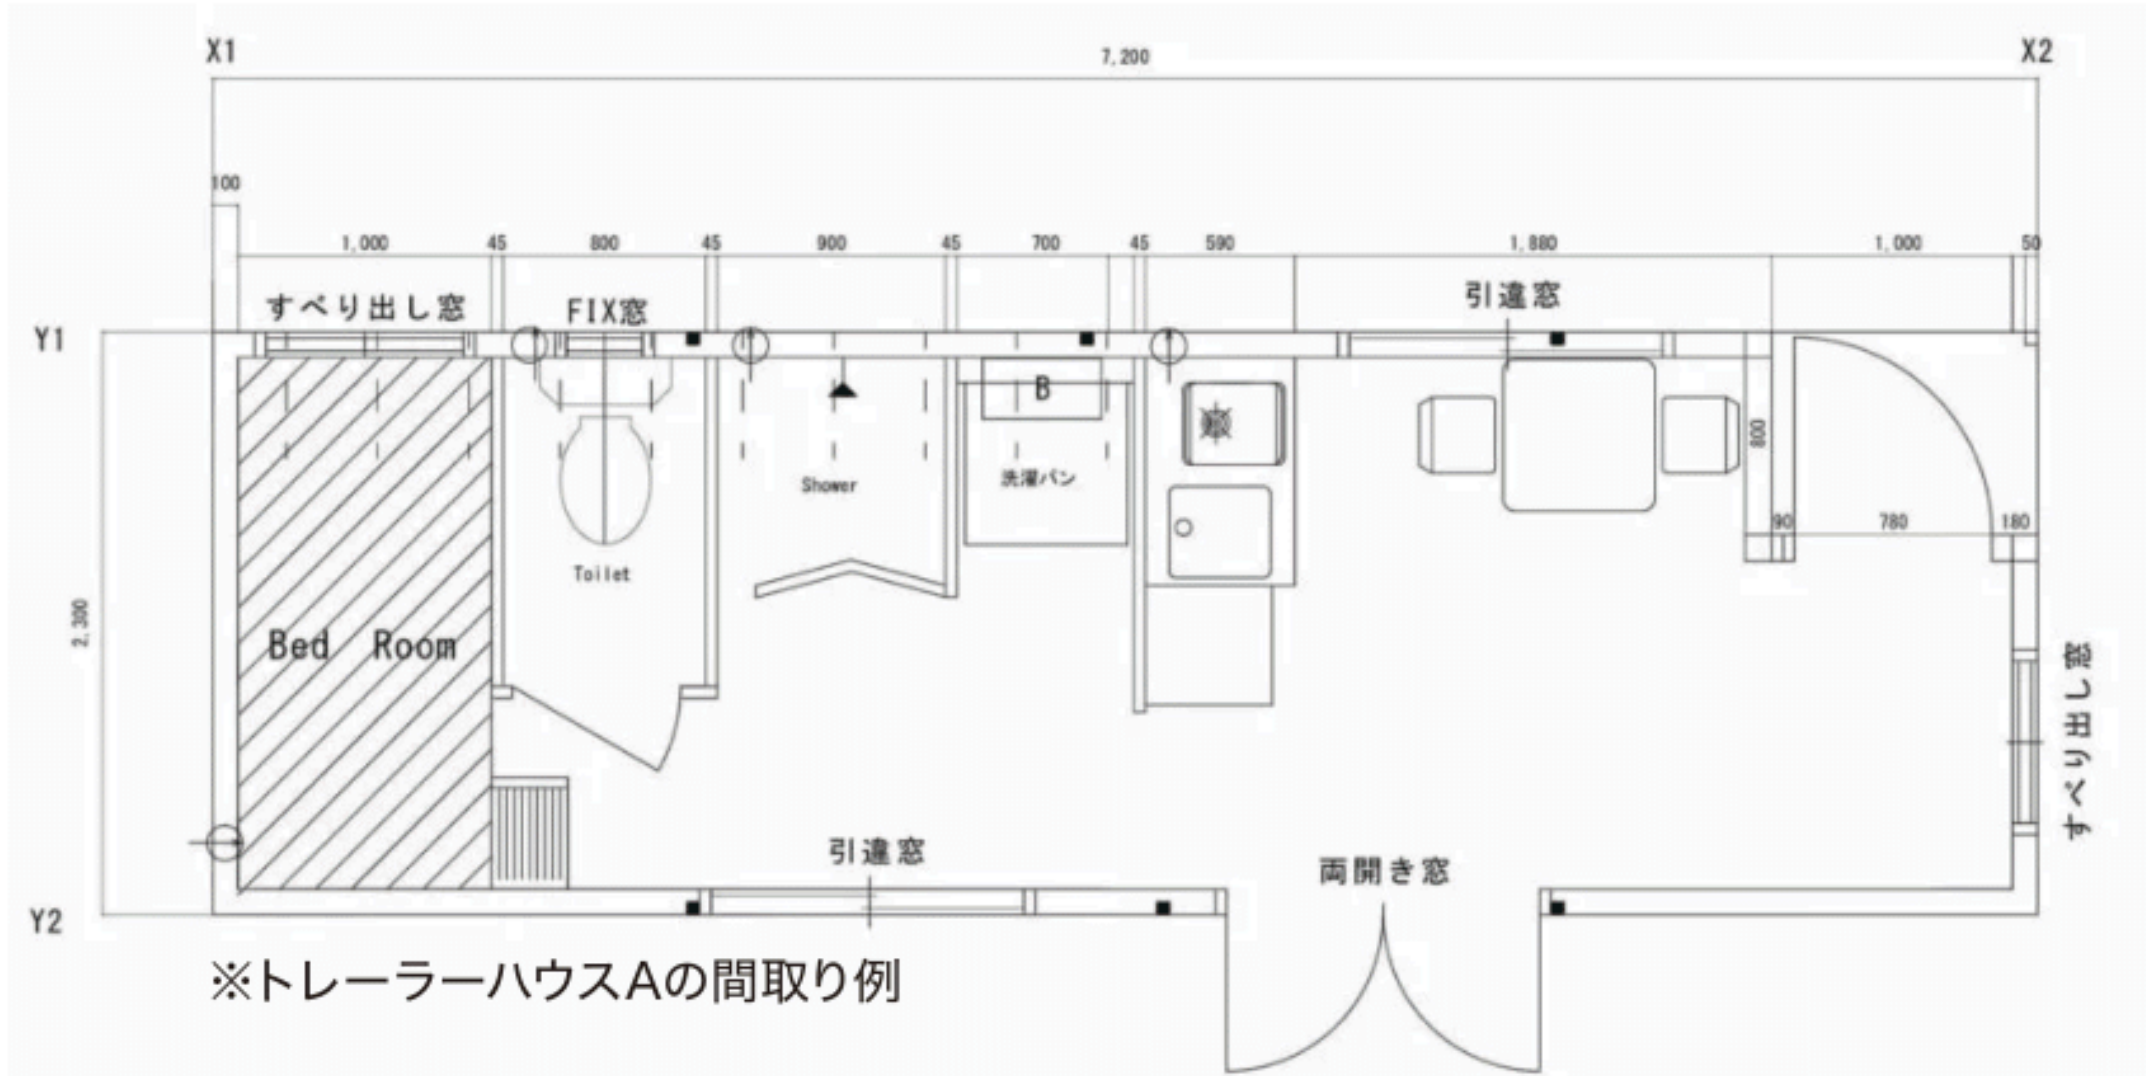 X1
X2
7,200
100
1,000
45
800
45
900
45
700
45
590
1,880
1,000
50
すべり出し窓
FIX窓
引違窓
Y1
B
800
洗濯パン
Shower
90
780
180
Toilet
2,300
Bed Room
すべり出し窓
引違窓
両開き窓
Y2
※トレーラーハウスAの間取り例